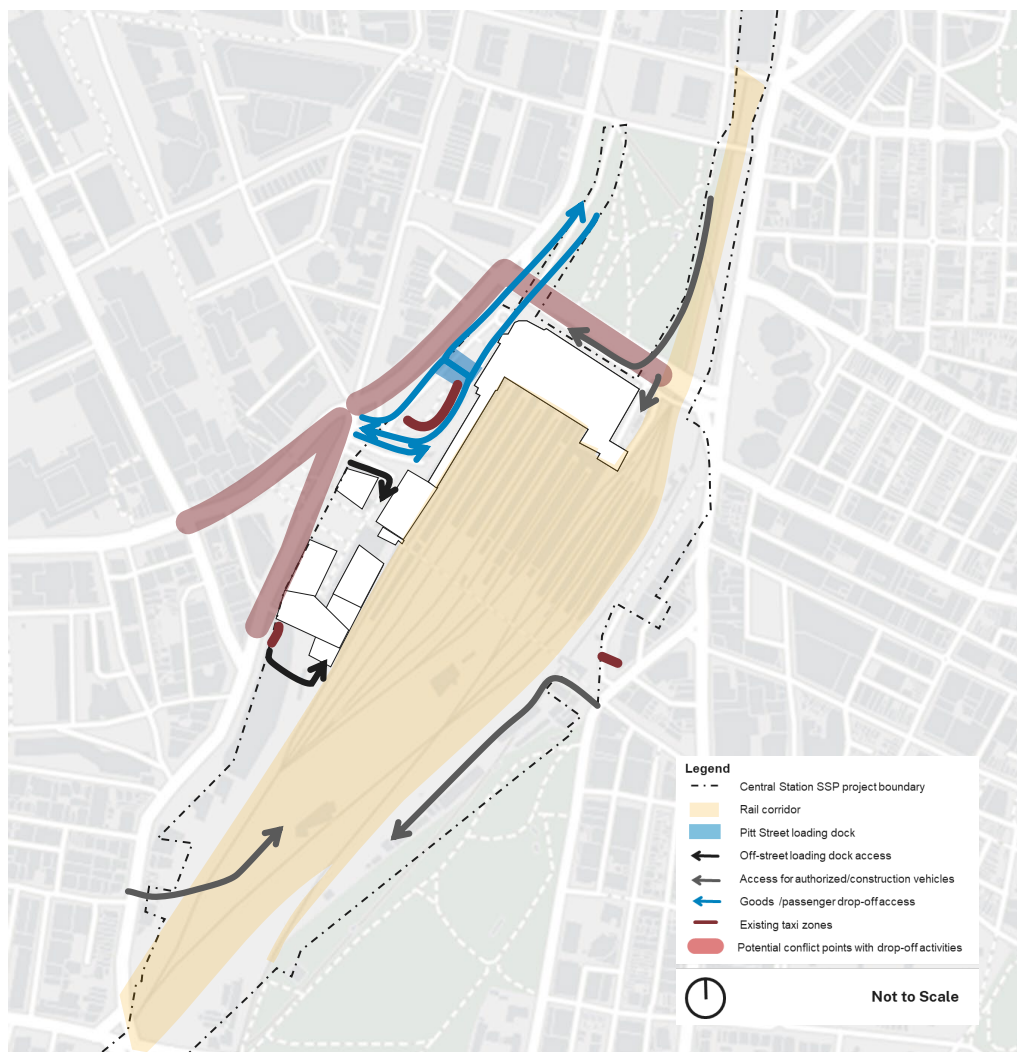 Legend
Central Station SSP project boundary
Rail corridor
Pitt Street loading dock
Off-street loading dock access
Access for authorized/construction vehicles
Goods /passenger drop-off access
Existing taxi zones
Potential conflict points with drop-off activities
Not to Scale